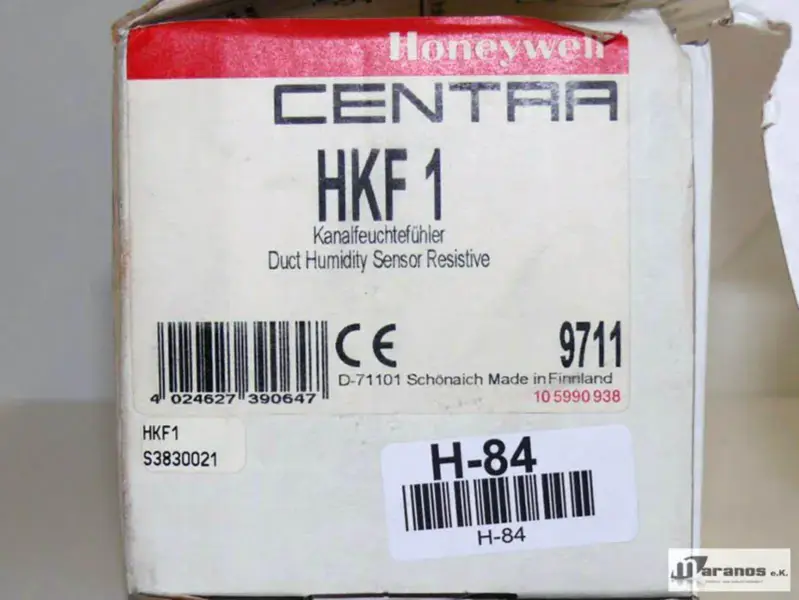 Honeywell
CENTRA
HKF 1
Kanalfeuchtefühler
Duct Humidity Sensor Resistive
CE
9711
D-71101 Schönaich Made in Finnland
4 024627 390647
10 5990 938
HKF1
S3830021
H-84
H-84
Maranos e.K.